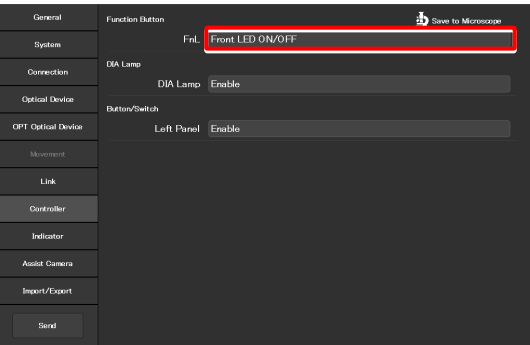 General
System
Connection
Optical Device
OPT Optical Device
Movement
Link
Controller
Indicator
Assist Camera
Import/Export
Send
Function Button
Save to Microscope
FnL Front LED ON/OFF
DIA Lamp
DIA Lamp Enable
Button/Switch
Left Panel Enable